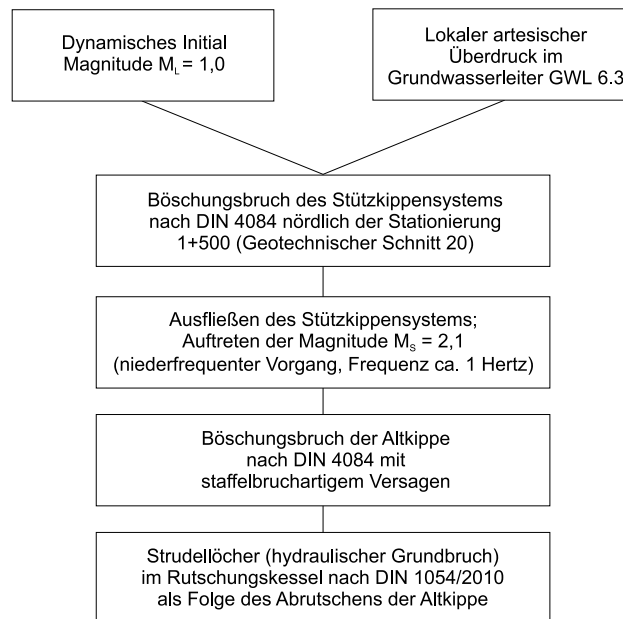 Dynamisches Initial
Magnitude M_L = 1,0
Lokaler artesischer
Überdruck im
Grundwasserleiter GWL 6.3
Böschungsbruch des Stützkippensystems
nach DIN 4084 nördlich der Stationierung
1+500 (Geotechnischer Schnitt 20)
Ausfließen des Stützkippensystems;
Auftreten der Magnitude M_S = 2,1
(niederfrequenter Vorgang, Frequenz ca. 1 Hertz)
Böschungsbruch der Altkippe
nach DIN 4084 mit
staffelbruchartigem Versagen
Strudellöcher (hydraulischer Grundbruch)
im Rutschungskessel nach DIN 1054/2010
als Folge des Abrutschens der Altkippe